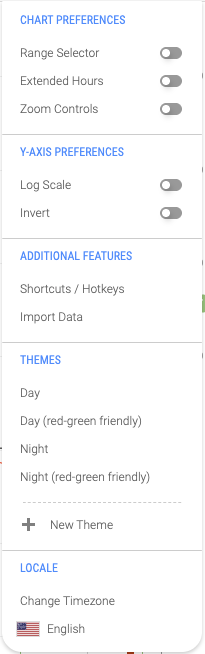 CHART PREFERENCES
Range Selector
Extended Hours
Zoom Controls
Y-AXIS PREFERENCES
Log Scale
Invert
ADDITIONAL FEATURES
Shortcuts / Hotkeys
Import Data
THEMES
Day
Day (red-green friendly)
Night
Night (red-green friendly)
New Theme
LOCALE
Change Timezone
English